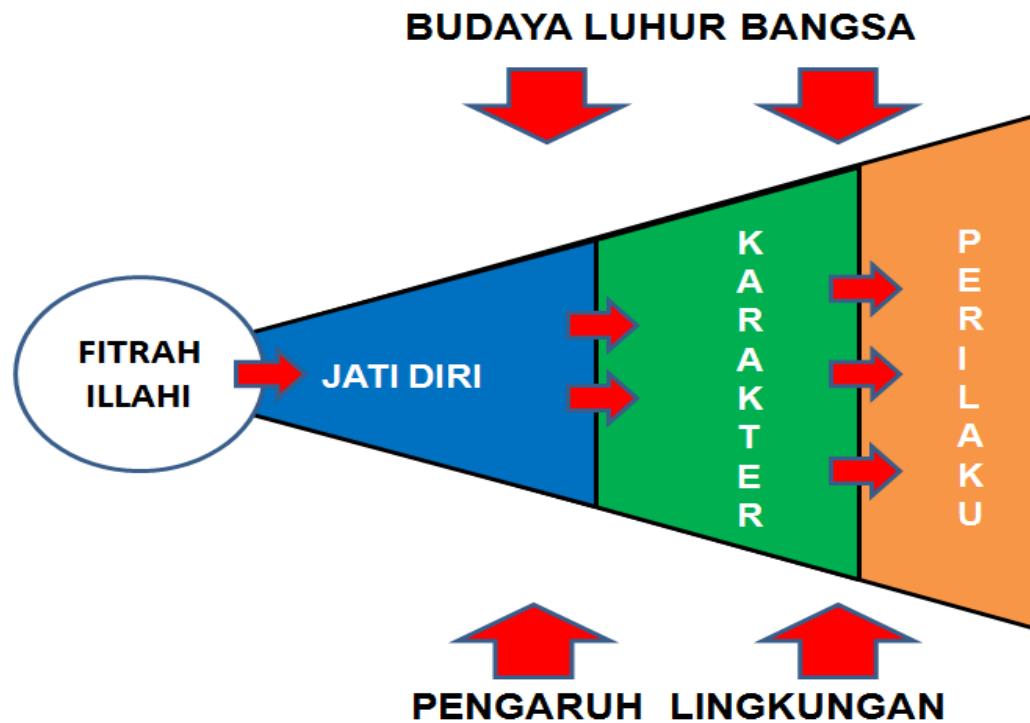 BUDAYA LUHUR BANGSA
FITRAH
ILLAHI
JATI DIRI
KARAKTER
PERILAKU
PENGARUH LINGKUNGAN